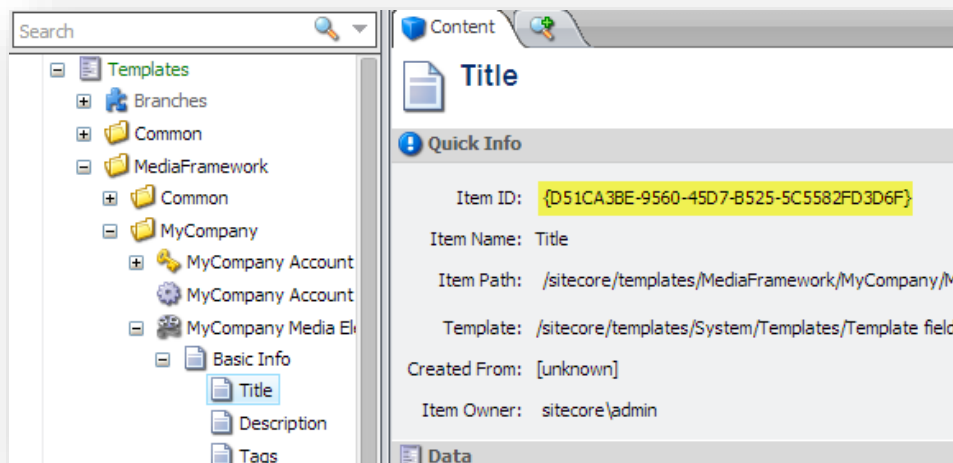 Search
Templates
Branches
Common
MediaFramework
Common
MyCompany
MyCompany Account
MyCompany Account
MyCompany Media El
Basic Info
Title
Description
Tags
Content
Title
Quick Info
Item ID: {D51CA3BE-9560-45D7-B525-5C5582FD3D6F}
Item Name: Title
Item Path: /sitecore/templates/MediaFramework/MyCompany/M
Template: /sitecore/templates/System/Templates/Template field
Created From: [unknown]
Item Owner: sitecore\admin
Data